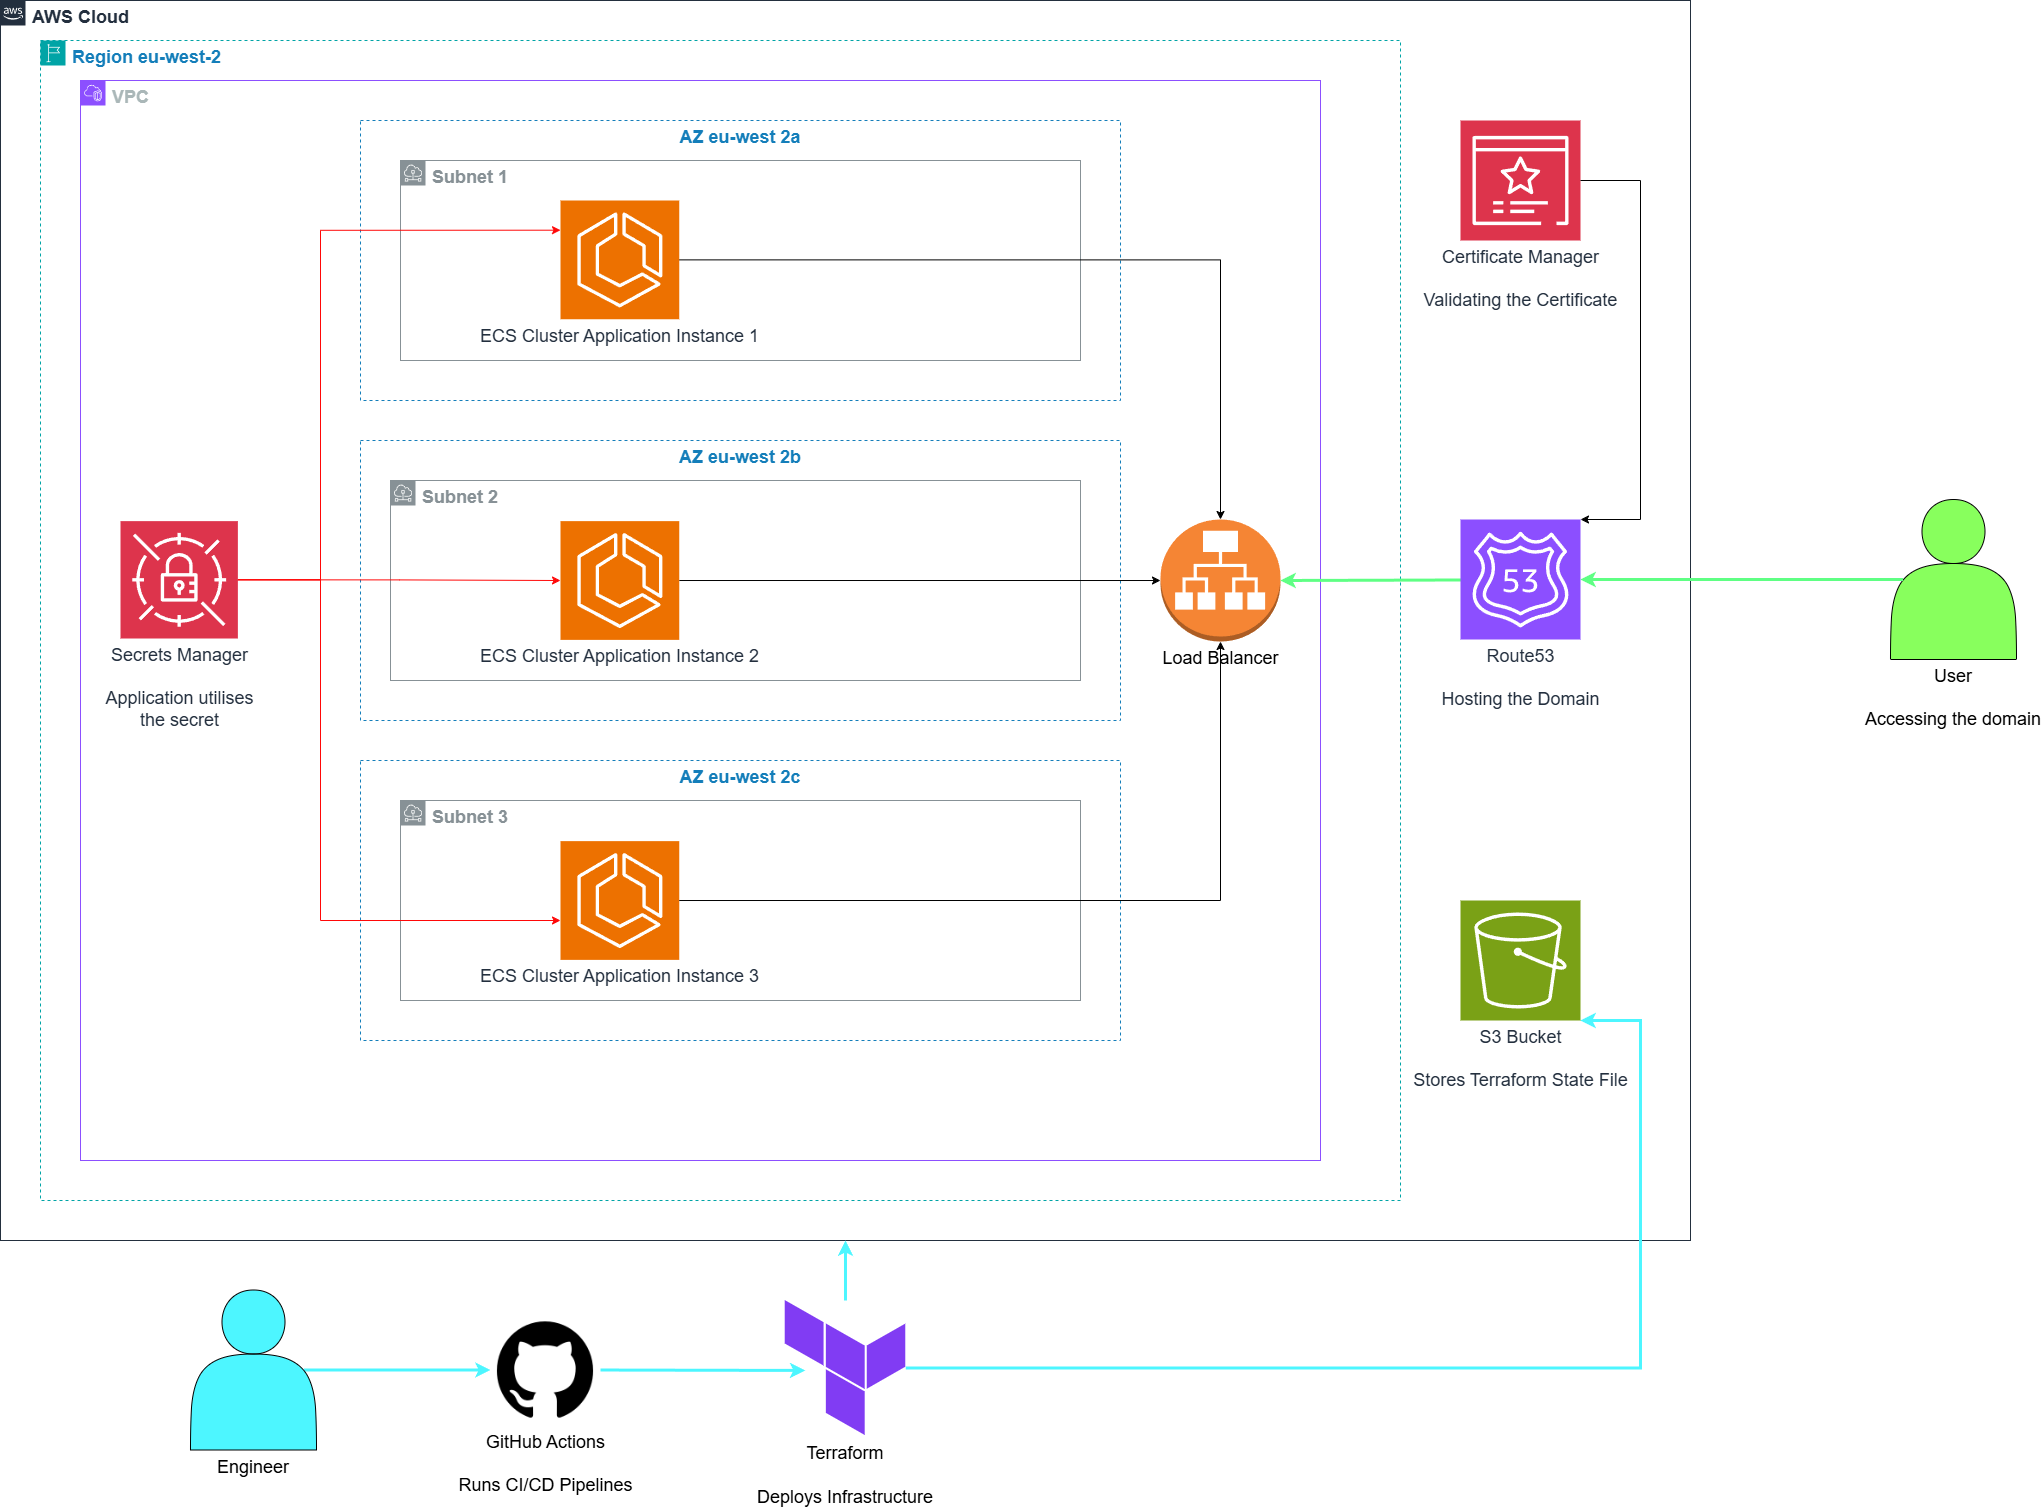 aws
AWS Cloud
Region eu-west-2
VPC
AZ eu-west 2a
Subnet 1
ECS Cluster Application Instance 1
Certificate Manager
Validating the Certificate
AZ eu-west 2b
Subnet 2
ECS Cluster Application Instance 2
Secrets Manager
Application utilises
the secret
Load Balancer
53
Route53
Hosting the Domain
User
Accessing the domain
AZ eu-west 2c
Subnet 3
ECS Cluster Application Instance 3
S3 Bucket
Stores Terraform State File
Engineer
GitHub Actions
Runs CI/CD Pipelines
Terraform
Deploys Infrastructure